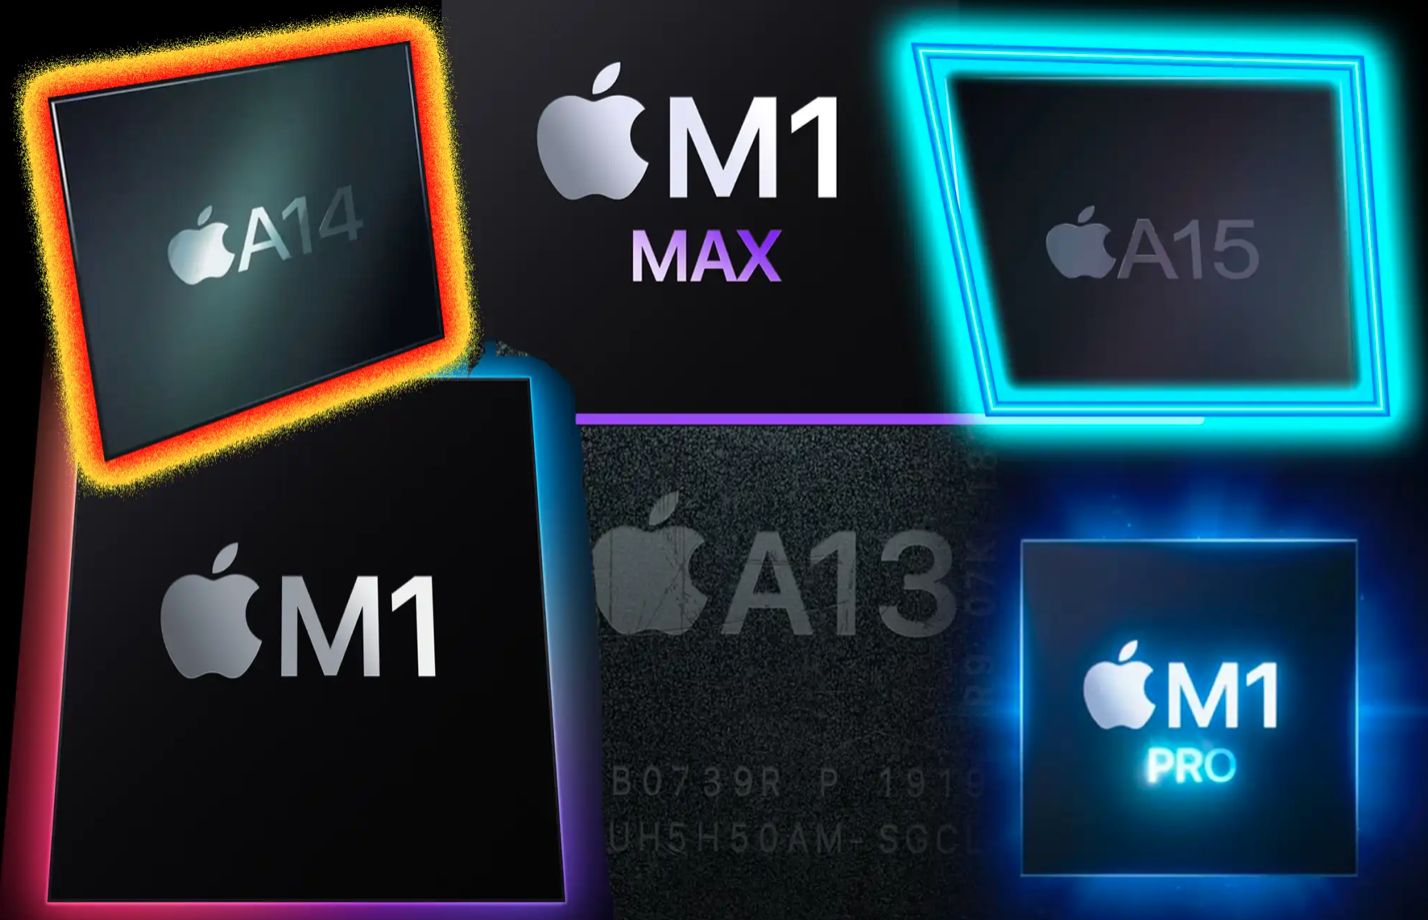 A14
M1
MAX
A15
M1
A13
B0739R P 1919
UH5H50AM-SGCL
M1
PRO